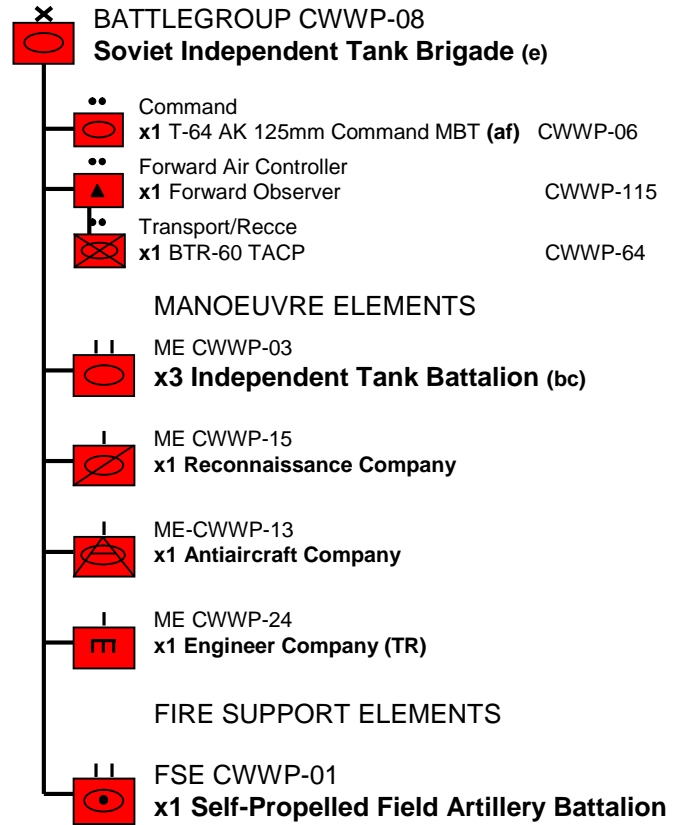 BATTLEGROUP CWWP-08
Soviet Independent Tank Brigade (e)
Command
x1 T-64 AK 125mm Command MBT (af) CWWP-06
Forward Air Controller
x1 Forward Observer CWWP-115
Transport/Recce
x1 BTR-60 TACP CWWP-64
MANOEUVRE ELEMENTS
ME CWWP-03
x3 Independent Tank Battalion (bc)
ME CWWP-15
x1 Reconnaissance Company
ME-CWWP-13
x1 Antiaircraft Company
ME CWWP-24
x1 Engineer Company (TR)
FIRE SUPPORT ELEMENTS
FSE CWWP-01
x1 Self-Propelled Field Artillery Battalion